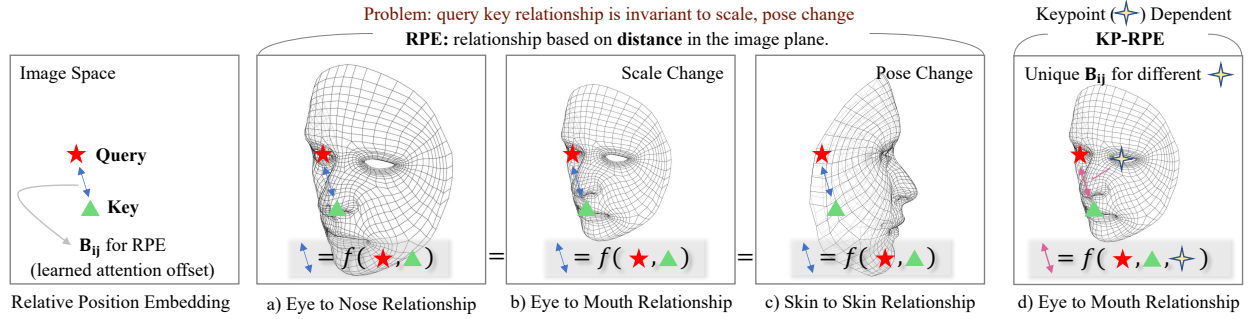 Problem: query key relationship is invariant to scale, pose change
Keypoint ( ) Dependent
RPE: relationship based on distance in the image plane.
KP-RPE
Image Space
Query
Key
B_ij for RPE
(learned attention offset)
Relative Position Embedding
= f( , )
a) Eye to Nose Relationship
=
Scale Change
= f( , )
b) Eye to Mouth Relationship
=
Pose Change
= f( , )
c) Skin to Skin Relationship
Unique B_ij for different
= f( , , )
d) Eye to Mouth Relationship